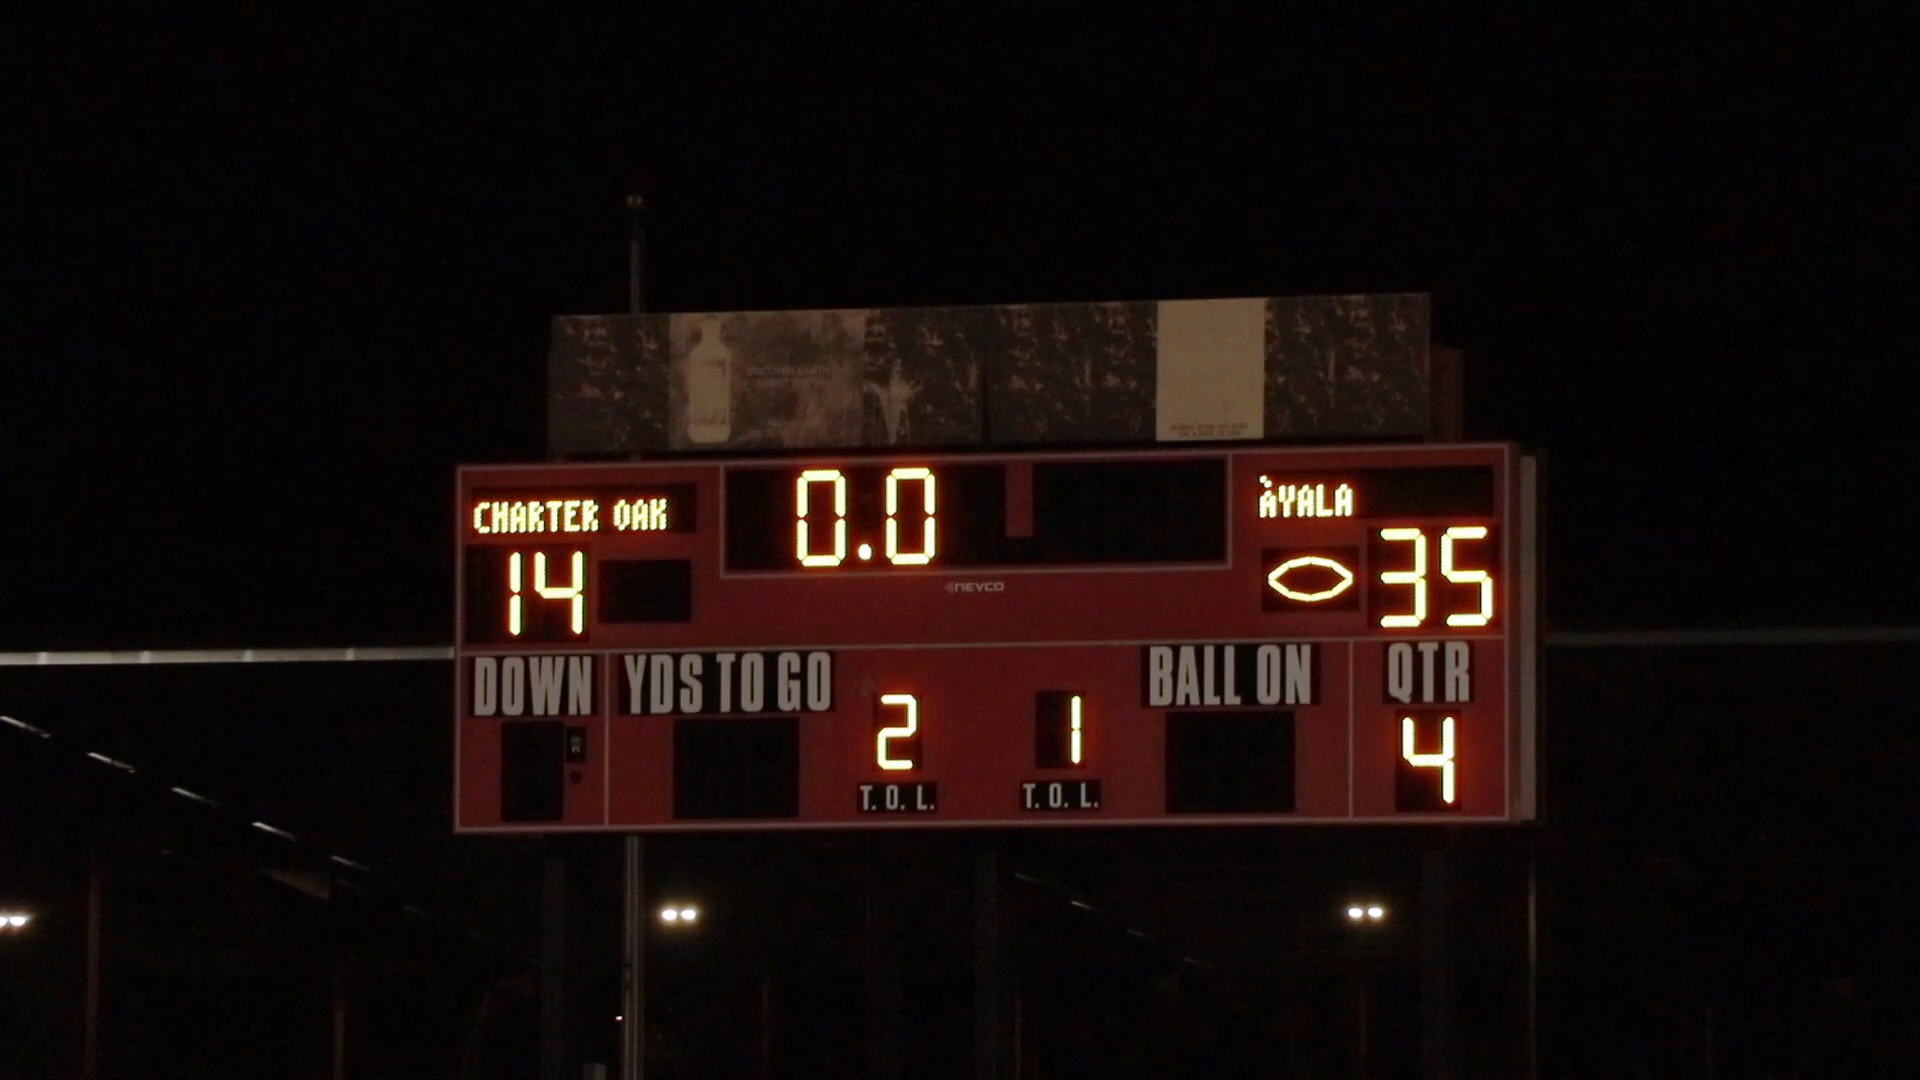 CHARTER OAK
0.0
AYALA
14
35
NEVCO
DOWN
YDS TO GO
BALL ON
QTR
2
1
4
T. O. L.
T. O. L.